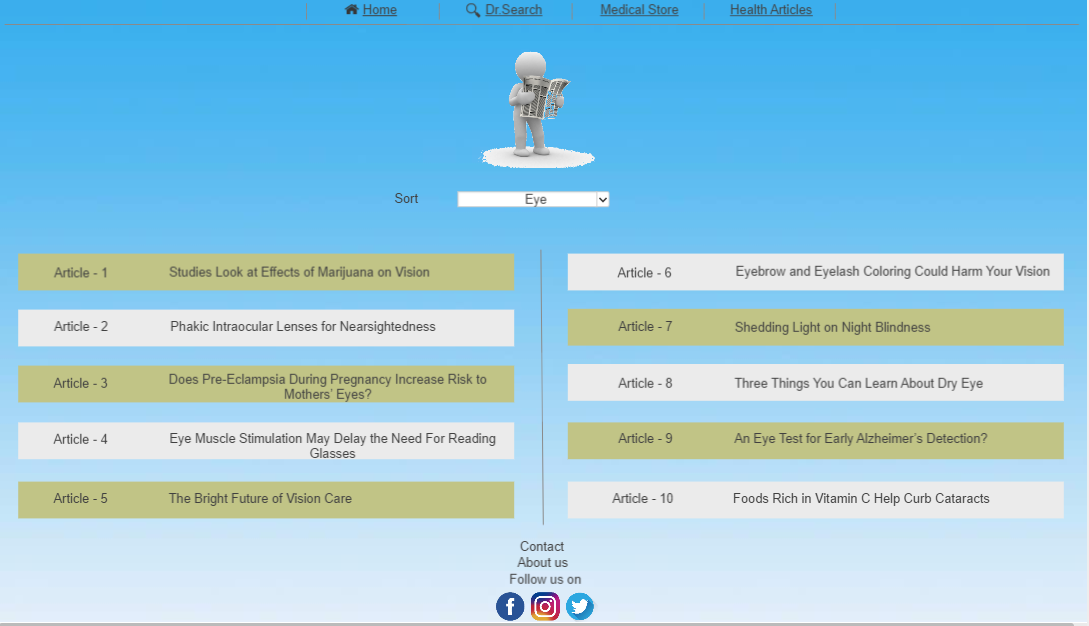 Home
Dr.Search
Medical Store
Health Articles
Sort
Eye
Article - 1
Studies Look at Effects of Marijuana on Vision
Article - 2
Phakic Intraocular Lenses for Nearsightedness
Article - 3
Does Pre-Eclampsia During Pregnancy Increase Risk to
Mothers’ Eyes?
Article - 4
Eye Muscle Stimulation May Delay the Need For Reading
Glasses
Article - 5
The Bright Future of Vision Care
Article - 6
Eyebrow and Eyelash Coloring Could Harm Your Vision
Article - 7
Shedding Light on Night Blindness
Article - 8
Three Things You Can Learn About Dry Eye
Article - 9
An Eye Test for Early Alzheimer’s Detection?
Article - 10
Foods Rich in Vitamin C Help Curb Cataracts
Contact
About us
Follow us on